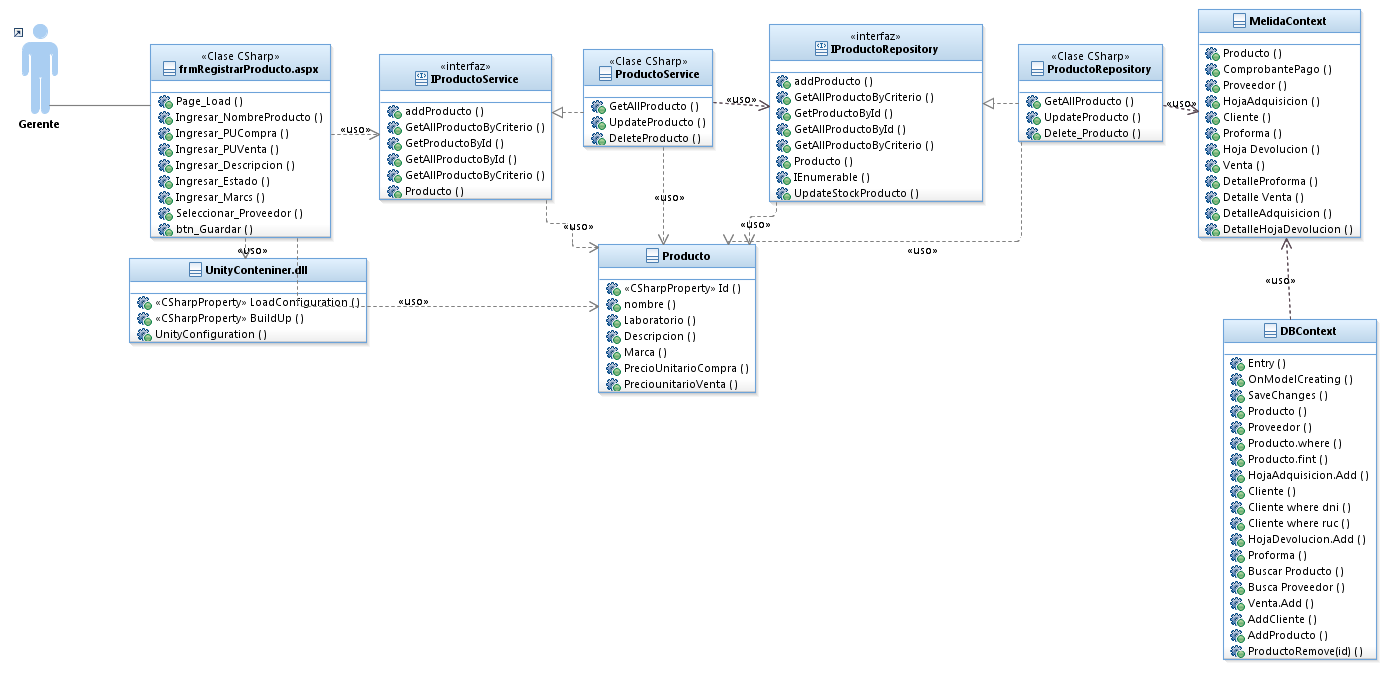 Gerente
«Clase CSharp»
frmRegistrarProducto.aspx
Page_Load ( )
Ingresar_NombreProducto ( )
Ingresar_PUCompra ( )
Ingresar_PUVenta ( )
Ingresar_Descripcion ( )
Ingresar_Estado ( )
Ingresar_Marcs ( )
Seleccionar_Proveedor ( )
btn_Guardar ( )
«uso»
«interfaz»
IProductoService
addProducto ( )
GetAllProductoByCriterio ( )
GetProductoById ( )
GetAllProductoById ( )
GetAllProductoByCriterio ( )
Producto ( )
«Clase CSharp»
ProductoService
GetAllProducto ( )
UpdateProducto ( )
DeleteProducto ( )
«uso»
«interfaz»
IProductoRepository
addProducto ( )
GetAllProductoByCriterio ( )
GetProductoById ( )
GetAllProductoById ( )
GetAllProductoByCriterio ( )
Producto ( )
IEnumerable ( )
UpdateStockProducto ( )
«Clase CSharp»
ProductoRepository
GetAllProducto ( )
UpdateProducto ( )
Delete_Producto ( )
«uso»
MelidaContext
Producto ( )
ComprobantePago ( )
Proveedor ( )
HojaAdquisicion ( )
Cliente ( )
Proforma ( )
Hoja Devolucion ( )
Venta ( )
DetalleProforma ( )
Detalle Venta ( )
DetalleAdquisicion ( )
DetalleHojaDevolucion ( )
«uso»
«uso»
«uso»
«uso»
«uso»
«uso»
«uso»
UnityConteniner.dll
«CSharpProperty» LoadConfiguration ( )
«CSharpProperty» BuildUp ( )
UnityConfiguration ( )
Producto
«CSharpProperty» Id ( )
nombre ( )
Laboratorio ( )
Descripcion ( )
Marca ( )
PrecioUnitarioCompra ( )
PreciounitarioVenta ( )
DBContext
Entry ( )
OnModelCreating ( )
SaveChanges ( )
Producto ( )
Proveedor ( )
Producto.where ( )
Producto.fint ( )
HojaAdquisicion.Add ( )
Cliente ( )
Cliente where dni ( )
Cliente where ruc ( )
HojaDevolucion.Add ( )
Proforma ( )
Buscar Producto ( )
Busca Proveedor ( )
Venta.Add ( )
AddCliente ( )
AddProducto ( )
ProductoRemove(id) ( )